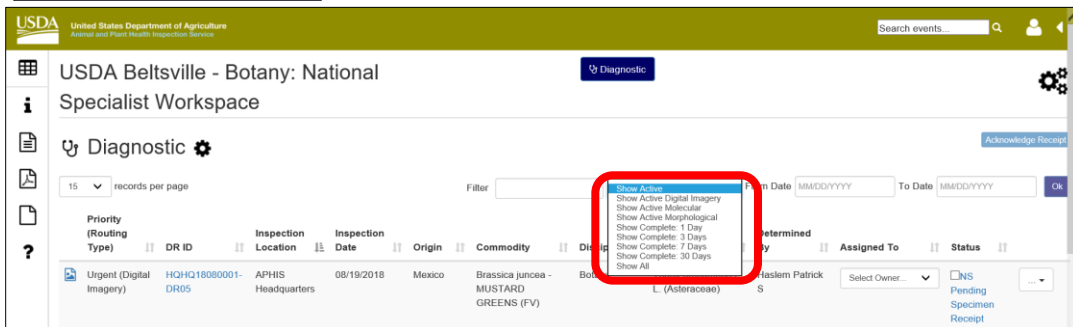 USDA
United States Department of Agriculture
Animal and Plant Health Inspection Service
Search events...
USDA Beltsville - Botany: National
Specialist Workspace
Diagnostic
Diagnostic
Acknowledge Receipt
15 records per page
Filter
Show Active
Show Active Digital Imagery
Show Active Molecular
Show Active Morphological
Show Complete: 1 Day
Show Complete: 3 Days
Show Complete: 7 Days
Show Complete: 30 Days
Show All
From Date MM/DD/YYYY To Date MM/DD/YYYY Ok
Priority
(Routing
Type) DR ID
Inspection
Location
Inspection
Date
Origin Commodity
Determined
By
Assigned To Status
Urgent (Digital
Imagery)
HQHQ18080001-
DR05
APHIS
Headquarters
08/19/2018 Mexico
Brassica juncea -
MUSTARD
GREENS (FV)
L. (Asteraceae)
Haslem Patrick
S
Select Owner...
NS
Pending
Specimen
Receipt
...